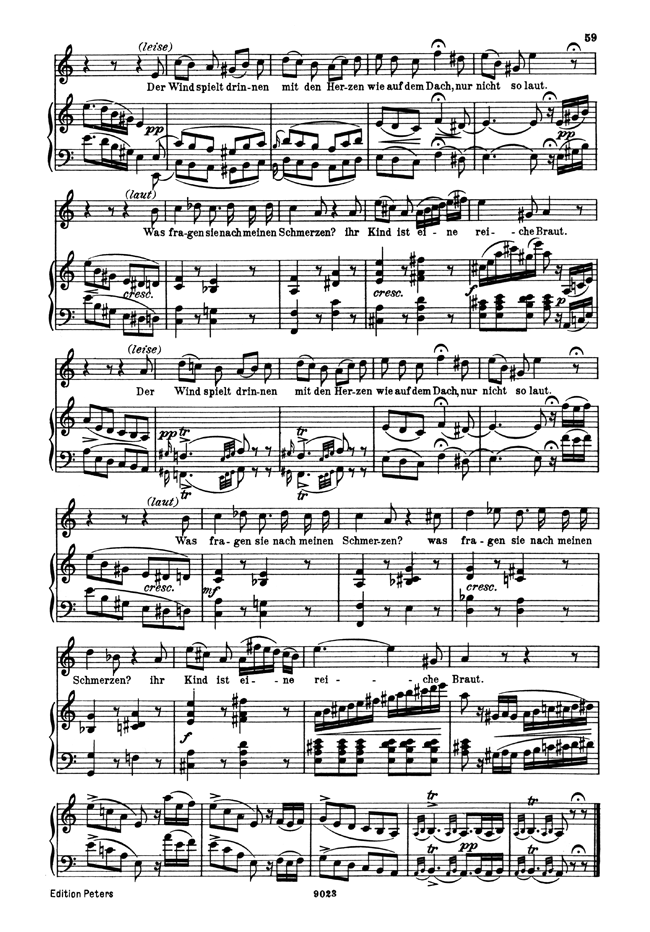 59
(leise)
Der Wind spielt drin-nen mit den Her-zen wie auf dem Dach, nur nicht so laut.
pp pp
(laut)
Was fra-gen sie nach meinen Schmerzen? ihr Kind ist ei-ne rei-che Braut.
cresc. cresc. f p
(leise)
Der Wind spielt drin-nen mit den Her-zen wie auf dem Dach, nur nicht so laut.
pp tr tr
tr tr
(laut)
Was fra-gen sie nach meinen Schmer-zen? was fra-gen sie nach meinen
cresc. mf cresc.
Schmerzen? ihr Kind ist ei-ne rei-che Braut.
f
tr tr
pp
tr tr
Edition Peters 9023